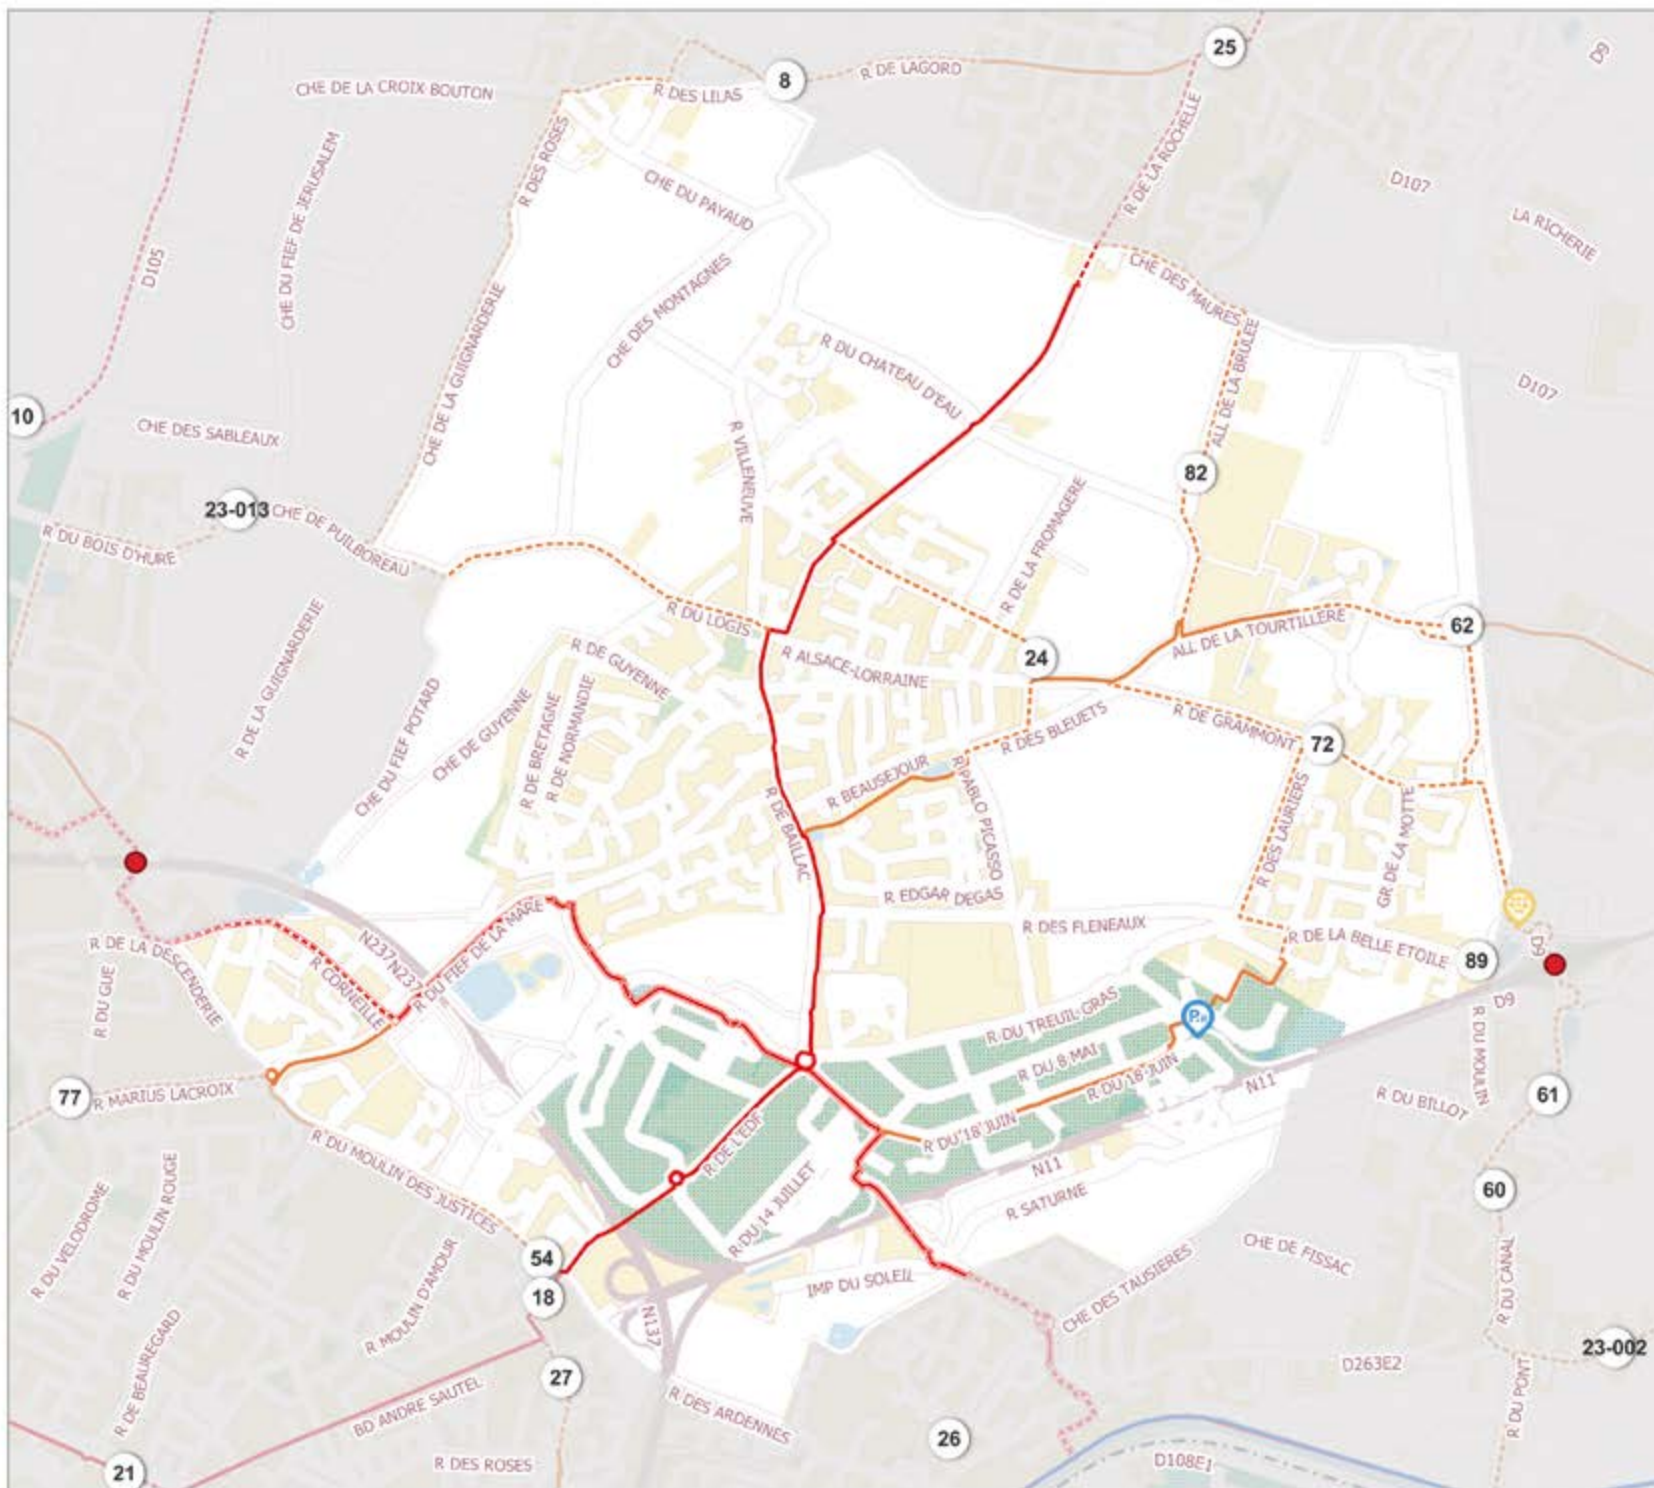 25
D9
8
R DE LAGORD
CHE DE LA CROIX BOUTON
R DES LILAS
R DES ROSES
CHE DU FIEF DE JERUSALEM
CHE DU PAYAUD
R DE LA ROCHELLE
D107
LA RICHERIE
D105
CHE DES MONTAGNES
CHE DES MAURES
CHE DE LA GUIGNARDERIE
R DU CHATEAU D'EAU
ALL DE LA BRULEE
D107
10
CHE DES SABLEAUX
R VILLENEUVE
82
23-013
CHE DE PUILBOREAU
R DU BOIS D'HURE
R DE LA FROMAGERE
R DU LOGIS
62
ALL DE LA TOURTILLERE
R DE LA GUIGNARDERIE
R DE GUYENNE
R ALSACE-LORRAINE
24
CHE DU FIEF POTARD
CHE DE GUYENNE
R DE BRETAGNE
R DE NORMANDIE
R DES BLEUETS
R DE GRAMMONT
72
R BEAUSEJOUR
R PABLO PICASSO
R DE BAILLAC
R DES LAURIERS
GR DE LA MOTTE
R EDGAR DEGAS
R DES FLENEAUX
R DE LA BELLE ETOILE
89
D9
R DE LA DESCENDERIE
R DU GUE
R CORNEILLE
N237
N237
R DU FIEF DE LA MARE
R DU TREUIL-GRAS
D9
R DU MOULIN
R DU 8 MAI
R DU 18 JUIN
N11
77
R MARIUS LACROIX
R DU BILLOT
61
R DU MOULIN DES JUSTICES
R DE L'EDF
R DU 18 JUIN
N11
R DU VELODROME
R DU MOULIN ROUGE
R DU 14 JUILLET
R SATURNE
60
R MOULIN D'AMOUR
54
18
IMP DU SOLEIL
CHE DES TAUSIERES
CHE DE FISSAC
R DU CANAL
R DE BEAUREGARD
N137
23-002
27
D263E2
BD ANDRE SAUTEL
R DES ARDENNES
R DU PONT
26
21
R DES ROSES
D108E1